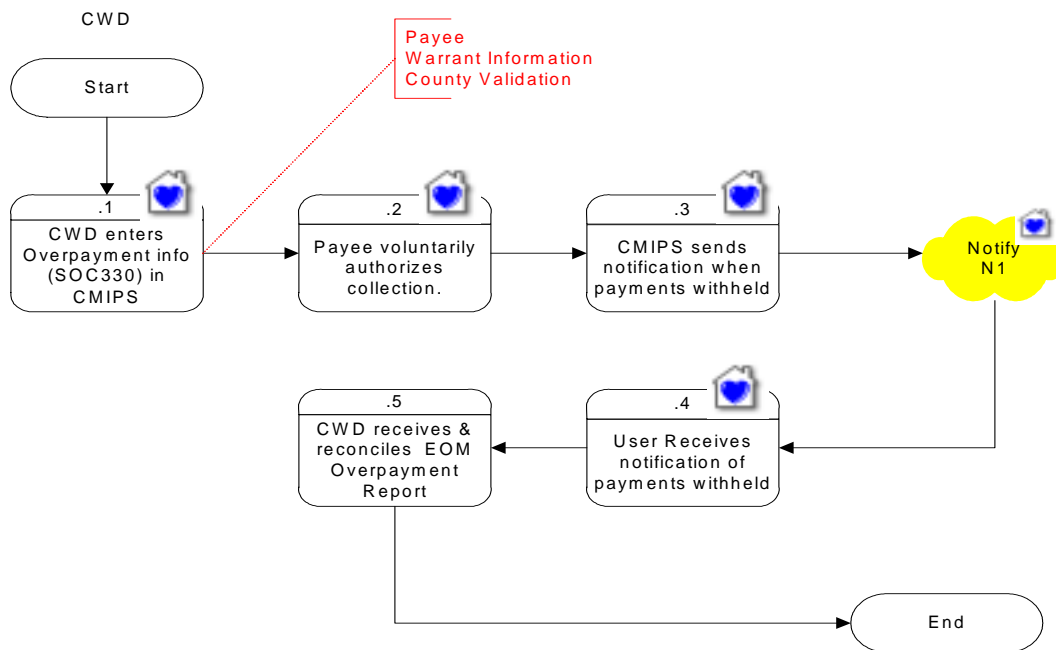 CWD
Payee
Warrant Information
County Validation
Start
.1
CWD enters
Overpayment info
(SOC330) in
CMIPS
.2
Payee voluntarily
authorizes
collection.
.3
CMIPS sends
notification when
payments withheld
Notify
N1
.4
User Receives
notification of
payments withheld
.5
CWD receives &
reconciles EOM
Overpayment
Report
End